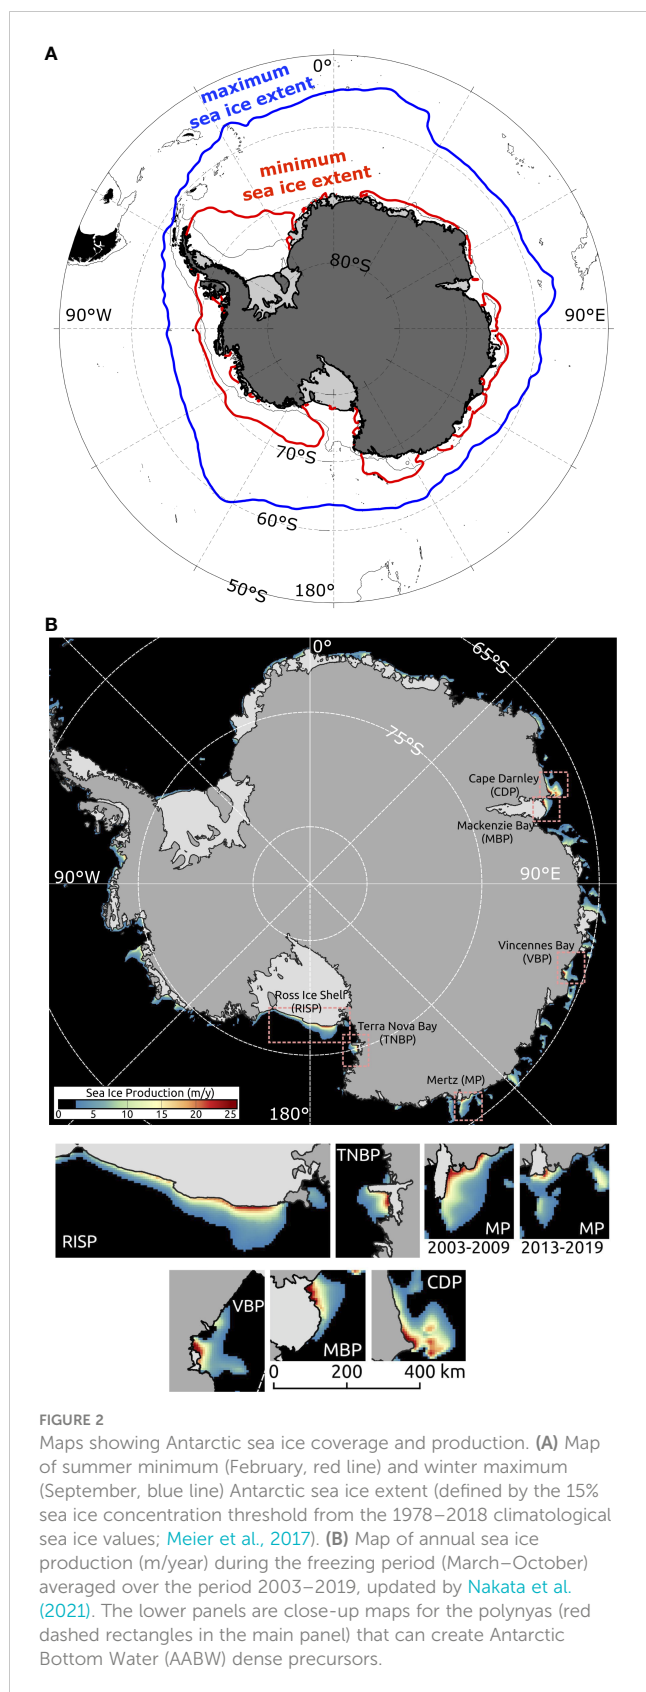 A
0°
maximum
sea ice extent
minimum
sea ice extent
80°S
90°W
90°E
70°S
60°S
50°S
180°
B
0°
65°S
75°S
Cape Darnley
(CDP)
Mackenzie Bay
(MBP)
90°W
90°E
Vincennes Bay
(VBP)
Ross Ice Shelf
(RISP)
Terra Nova Bay
(TNBP)
Mertz (MP)
Sea Ice Production (m/y)
0 5 10 15 20 25
180°
RISP
TNBP
MP
2003-2009
MP
2013-2019
VBP
MBP
CDP
0 200 400 km
FIGURE 2
Maps showing Antarctic sea ice coverage and production. (A) Map
of summer minimum (February, red line) and winter maximum
(September, blue line) Antarctic sea ice extent (defined by the 15%
sea ice concentration threshold from the 1978–2018 climatological
sea ice values; Meier et al., 2017). (B) Map of annual sea ice
production (m/year) during the freezing period (March–October)
averaged over the period 2003–2019, updated by Nakata et al.
(2021). The lower panels are close-up maps for the polynyas (red
dashed rectangles in the main panel) that can create Antarctic
Bottom Water (AABW) dense precursors.